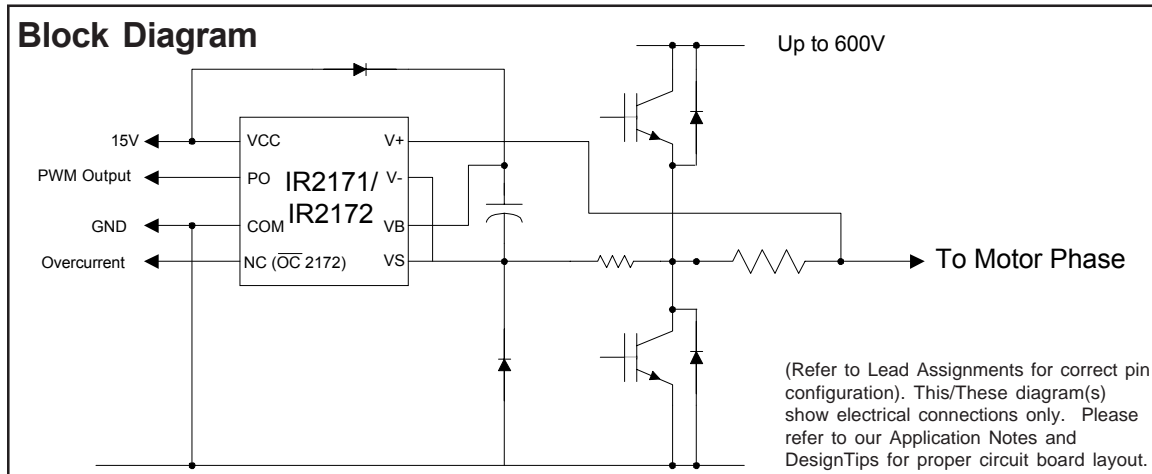 Block Diagram
Up to 600V
15V
VCC
V+
PWM Output
PO
IR2171/
IR2172
V-
GND
COM
VB
Overcurrent
NC (O̅C̅ 2172)
VS
To Motor Phase
(Refer to Lead Assignments for correct pin
configuration). This/These diagram(s)
show electrical connections only. Please
refer to our Application Notes and
DesignTips for proper circuit board layout.